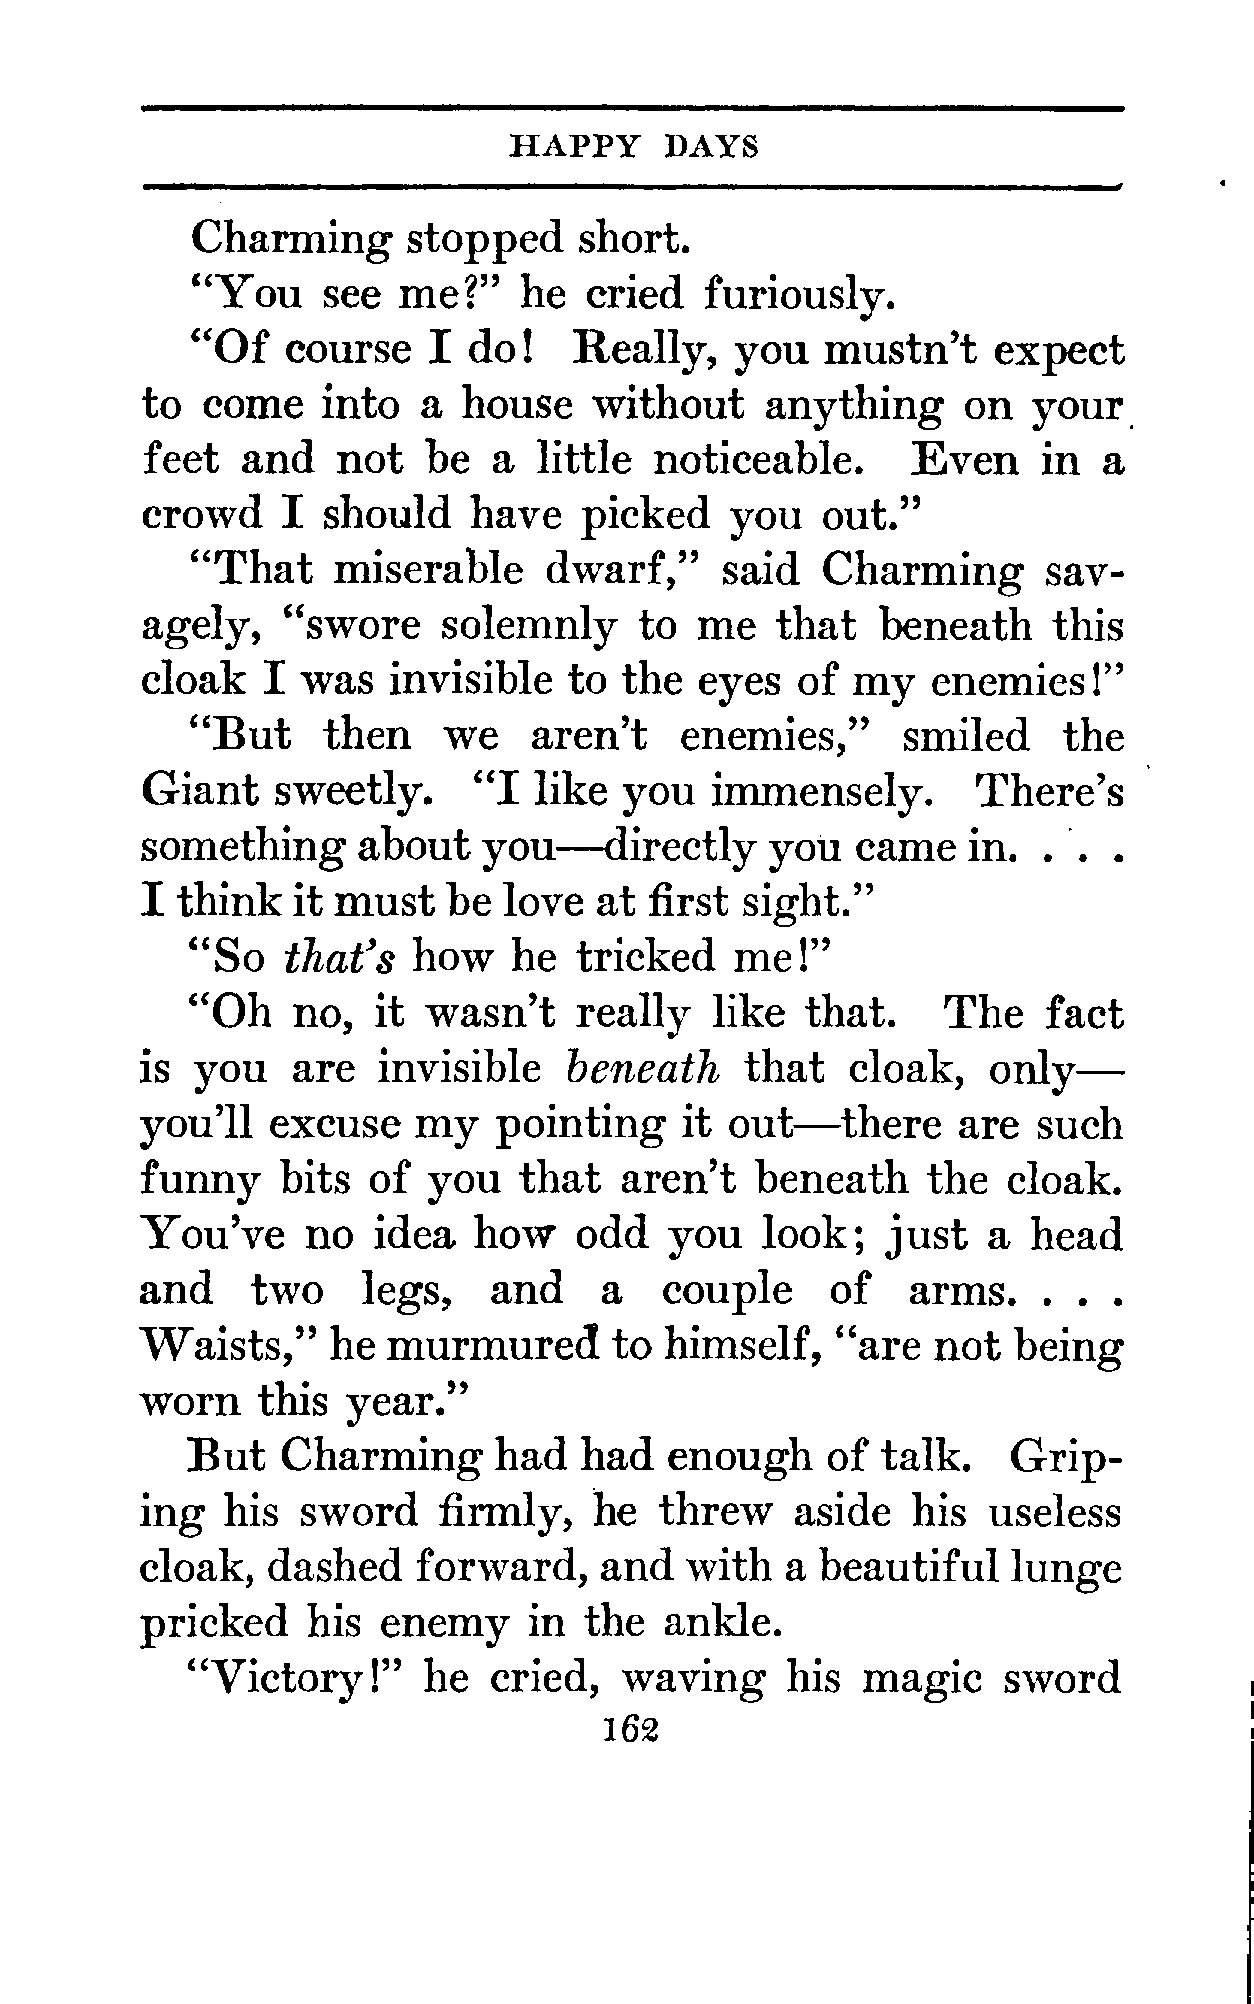 HAPPY DAYS
Charming stopped short.
“You see me?” he cried furiously.
“Of course I do! Really, you mustn’t expect
to come into a house without anything on your
feet and not be a little noticeable. Even in a
crowd I should have picked you out.”
“That miserable dwarf,” said Charming sav-
agely, “swore solemnly to me that beneath this
cloak I was invisible to the eyes of my enemies!”
“But then we aren’t enemies,” smiled the
Giant sweetly. “I like you immensely. There’s
something about you—directly you came in. . . .
I think it must be love at first sight.”
“So that’s how he tricked me!”
“Oh no, it wasn’t really like that. The fact
is you are invisible beneath that cloak, only—
you’ll excuse my pointing it out—there are such
funny bits of you that aren’t beneath the cloak.
You’ve no idea how odd you look; just a head
and two legs, and a couple of arms. . . .
Waists,” he murmured to himself, “are not being
worn this year.”
But Charming had had enough of talk. Grip-
ing his sword firmly, he threw aside his useless
cloak, dashed forward, and with a beautiful lunge
pricked his enemy in the ankle.
“Victory!” he cried, waving his magic sword
162